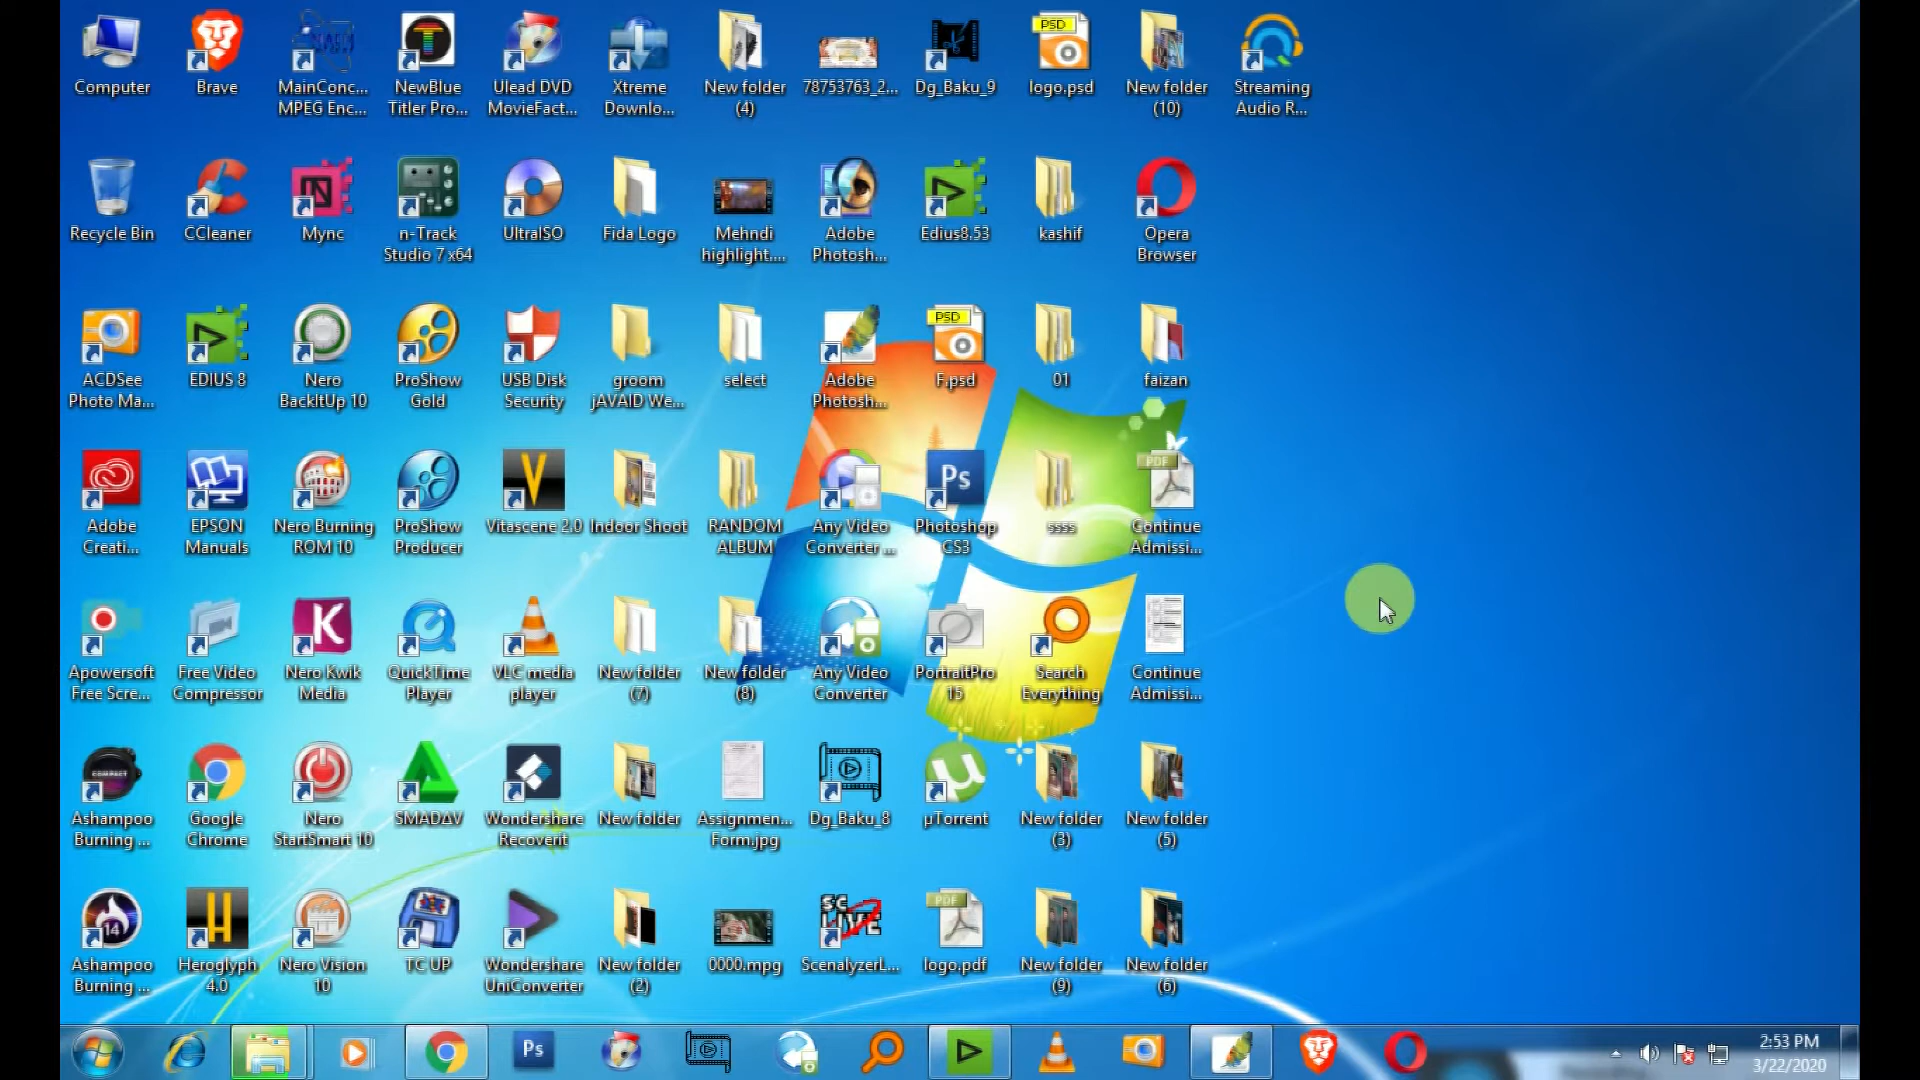 Computer
Brave
MainConc...
MPEG Enc...
NewBlue
Titler Pro...
Ulead DVD
MovieFact...
Xtreme
Downlo...
New folder
(4)
78753763_2...
Dg_Baku_9
PSD
logo.psd
New folder
(10)
Streaming
Audio R...
Recycle Bin
CCleaner
Mync
n-Track
Studio 7 x64
UltraISO
Fida Logo
Mehndi
highlight....
Adobe
Photosh...
Edius8.53
kashif
Opera
Browser
ACDSee
Photo Ma...
EDIUS 8
Nero
BackItUp 10
ProShow
Gold
USB Disk
Security
groom
jAVAID We...
select
Adobe
Photosh...
PSD
F.psd
01
faizan
Adobe
Creati...
EPSON
Manuals
Nero Burning
ROM 10
ProShow
Producer
V
Vitascene 2.0
Indoor Shoot
RANDOM
ALBUM
Any Video
Converter ...
Ps
Photoshop
CS3
ssss
PDF
Continue
Admissi...
Apowersoft
Free Scre...
Free Video
Compressor
K
Nero Kwik
Media
QuickTime
Player
VLC media
player
New folder
(7)
New folder
(8)
Any Video
Converter
PortraitPro
15
Search
Everything
Continue
Admissi...
COMPACT
Ashampoo
Burning ...
Google
Chrome
Nero
StartSmart 10
SMADΔV
Wondershare
Recoverit
New folder
Assignmen...
Form.jpg
Dg_Baku_8
µTorrent
New folder
(3)
New folder
(5)
14
Ashampoo
Burning ...
H
Heroglyph
4.0
Nero Vision
10
TC UP
Wondershare
UniConverter
New folder
(2)
0000.mpg
SC
LIVE
ScenalyzerL...
PDF
logo.pdf
New folder
(9)
New folder
(6)
Ps
2:53 PM
3/22/2020